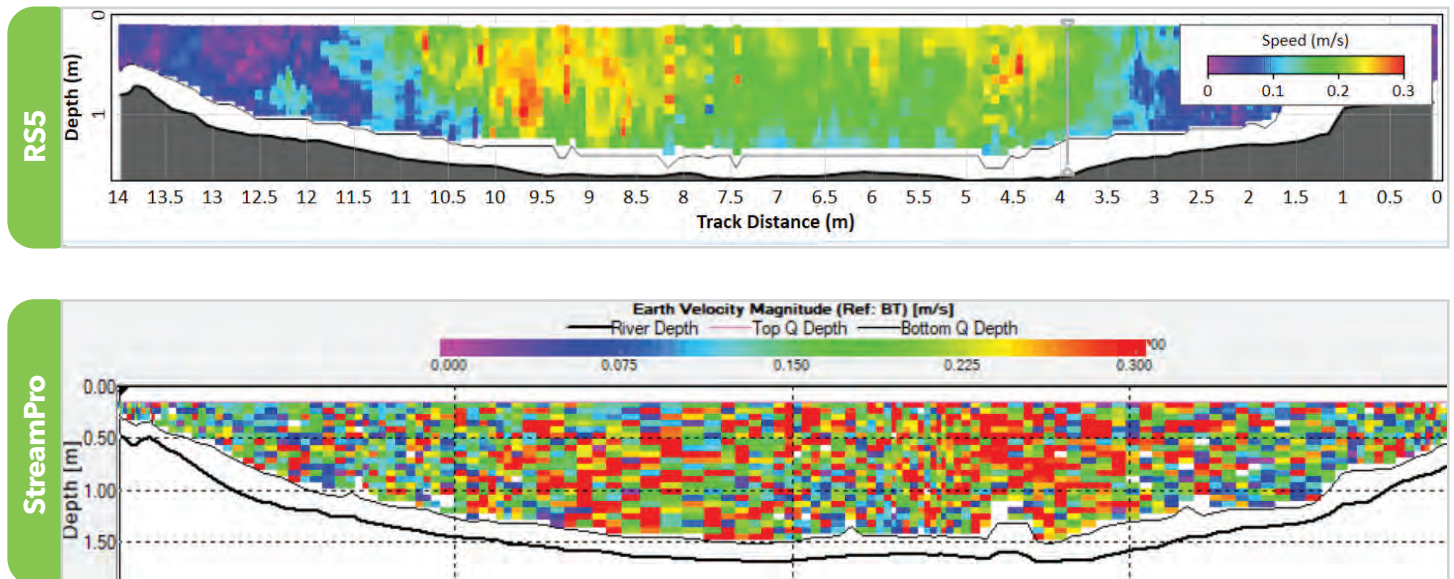 RS5
Depth (m)
0
1
Speed (m/s)
0 0.1 0.2 0.3
14 13.5 13 12.5 12 11.5 11 10.5 10 9.5 9 8.5 8 7.5 7 6.5 6 5.5 5 4.5 4 3.5 3 2.5 2 1.5 1 0.5 0
Track Distance (m)
StreamPro
Earth Velocity Magnitude (Ref: BT) [m/s]
River Depth Top Q Depth Bottom Q Depth
0.000 0.075 0.150 0.225 0.300
Depth [m]
0.00
0.50
1.00
1.50